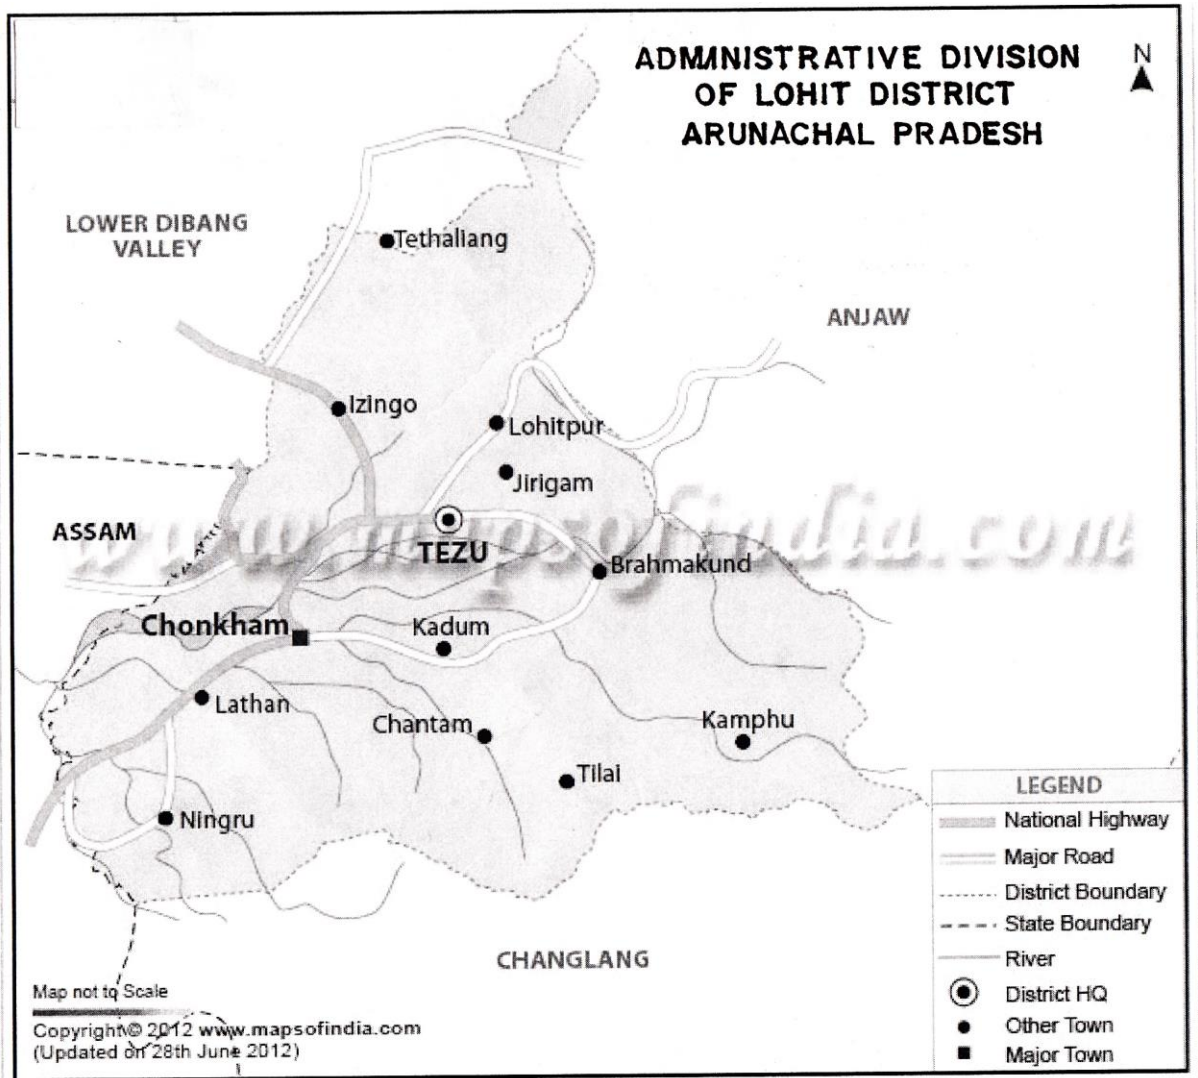 ADMINISTRATIVE DIVISION
OF LOHIT DISTRICT
ARUNACHAL PRADESH
N
LOWER DIBANG
VALLEY
Tethaliang
ANJAW
Izingo
Lohitpur
Jirigam
ASSAM
www.mapsofindia.com
TEZU
Brahmakund
Chonkham
Kadum
Lathan
Chantam
Kamphu
Tilai
Ningru
CHANGLANG
LEGEND
National Highway
Major Road
District Boundary
State Boundary
River
District HQ
Other Town
Major Town
Map not to Scale
Copyright© 2012 www.mapsofindia.com
(Updated on 28th June 2012)